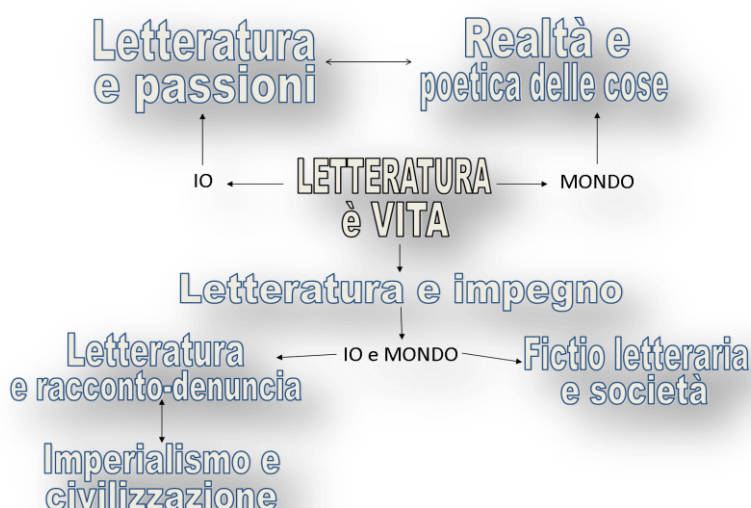 Letteratura
e passioni
Realtà e
poetica delle cose
IO
LETTERATURA
è VITA
MONDO
Letteratura e impegno
Letteratura
e racconto-denuncia
IO e MONDO
Fictio letteraria
e società
Imperialismo e
civilizzazione